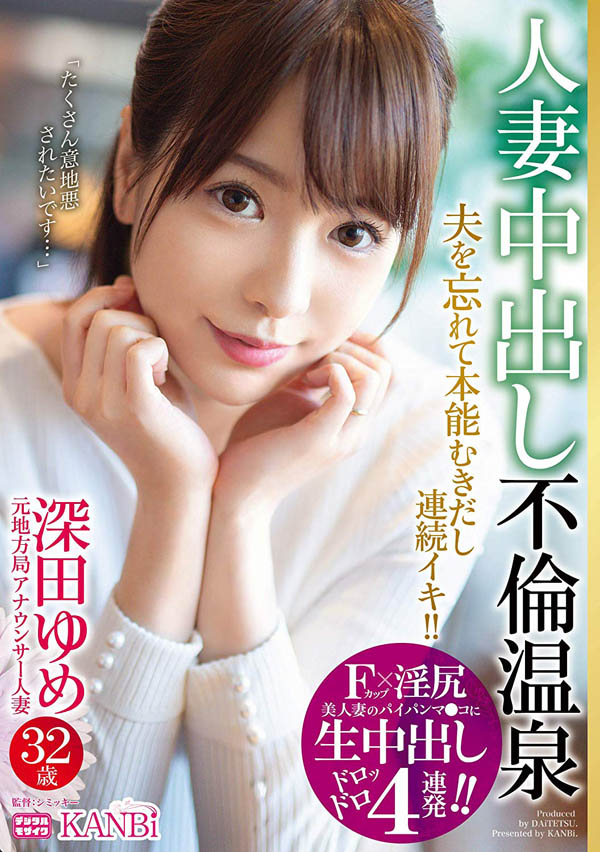 人妻中出し不倫温泉
夫を忘れて本能むきだし
連続イキ!!
「たくさん意地悪
されたいです…」
深田ゆめ
元地方局アナウンサー人妻
32歳
Fカップ×淫尻
美人妻のパイパンマ●コに
生中出し
ドロッ
ドロ
4連発!!
監督:シミッキー
デジタル
モザイク
KANBi
Produced
by DAiTETSU.
Presented by KANBi.